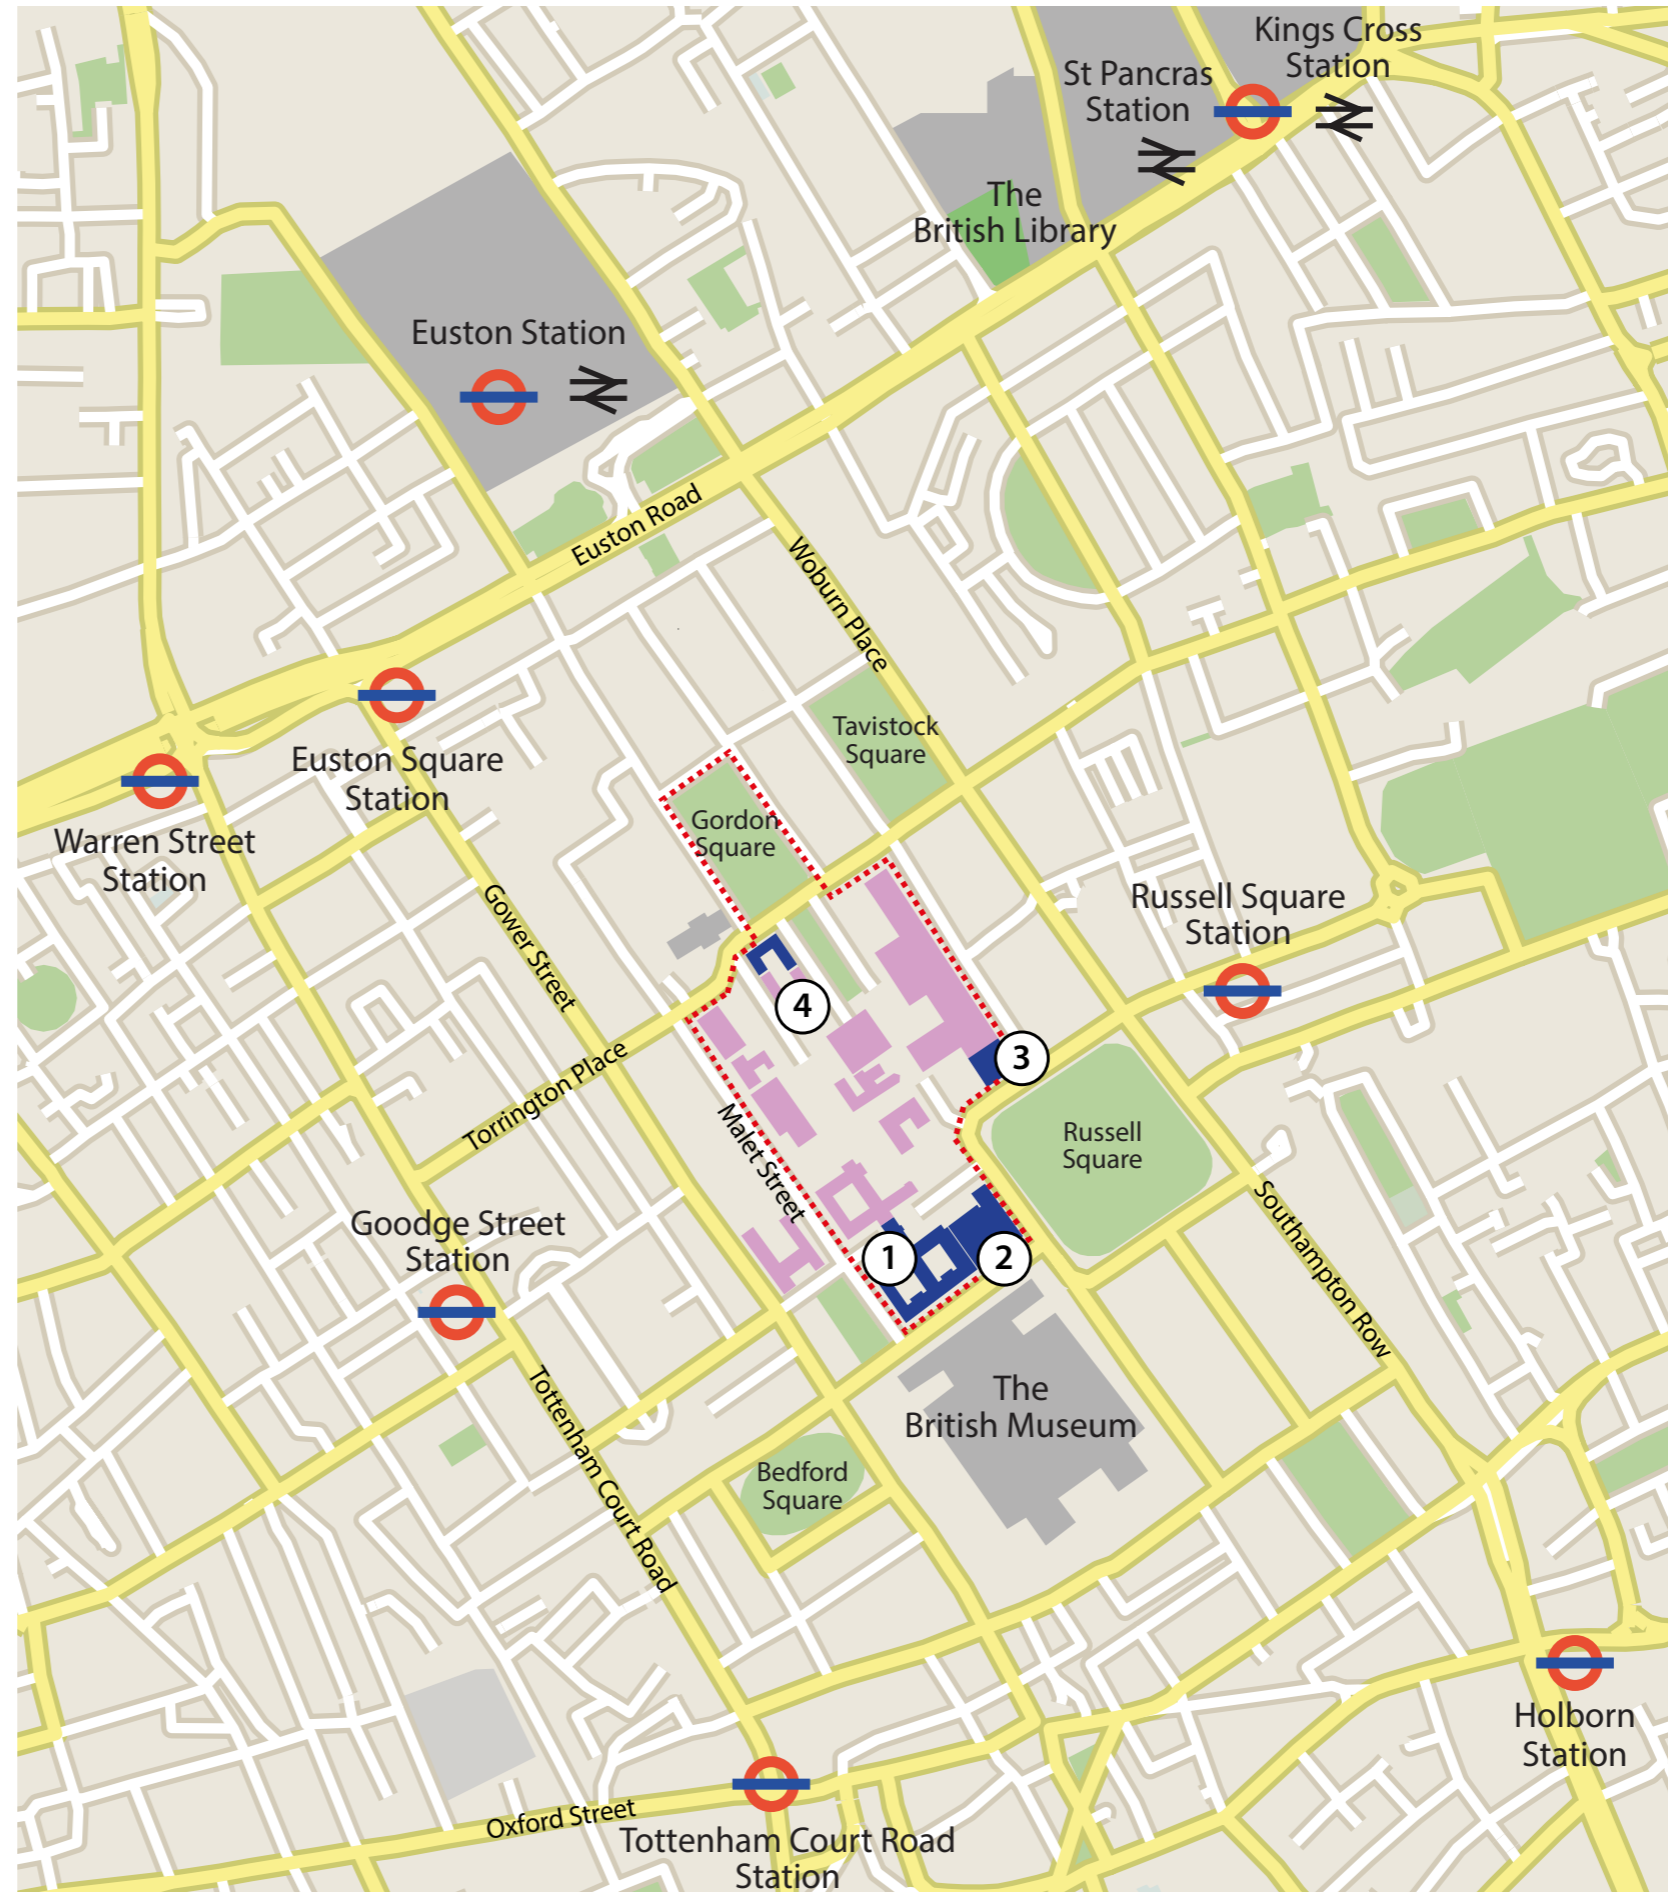 Kings Cross
Station
St Pancras
Station
The
British Library
Euston Station
Euston Road
Woburn Place
Tavistock
Square
Euston Square
Station
Warren Street
Station
Gordon
Square
Gower Street
Russell Square
Station
4
3
Torrington Place
Malet Street
Russell
Square
Goodge Street
Station
1
2
Southampton Row
Tottenham Court Road
The
British Museum
Bedford
Square
Holborn
Station
Oxford Street
Tottenham Court Road
Station